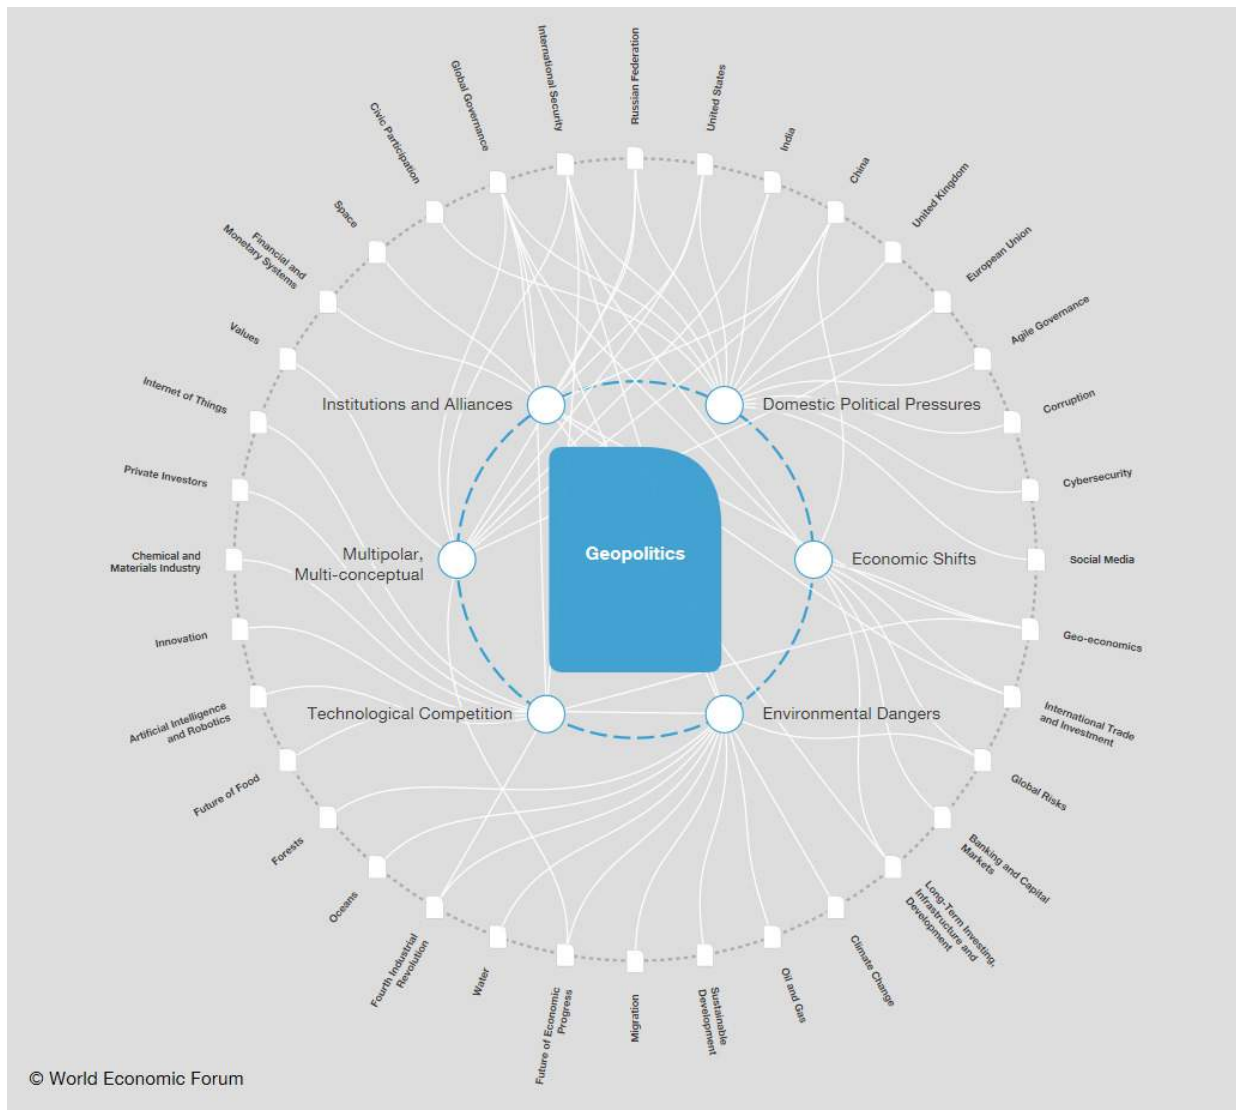 Russian Federation
United States
India
China
United Kingdom
European Union
Agile Governance
Corruption
Cybersecurity
Social Media
Geo-economics
International Trade
and Investment
Global Risks
Banking and Capital
Markets
Long-Term Investing,
Infrastructure and
Development
Climate Change
Oil and Gas
Sustainable
Development
Migration
Future of Economic
Progress
Water
Fourth Industrial
Revolution
Oceans
Forests
Future of Food
Artificial Intelligence
and Robotics
Innovation
Chemical and
Materials Industry
Private Investors
Internet of Things
Values
Financial and
Monetary Systems
Space
Civic Participation
Global Governance
International Security
Institutions and Alliances
Domestic Political Pressures
Multipolar,
Multi-conceptual
Geopolitics
Economic Shifts
Technological Competition
Environmental Dangers
© World Economic Forum